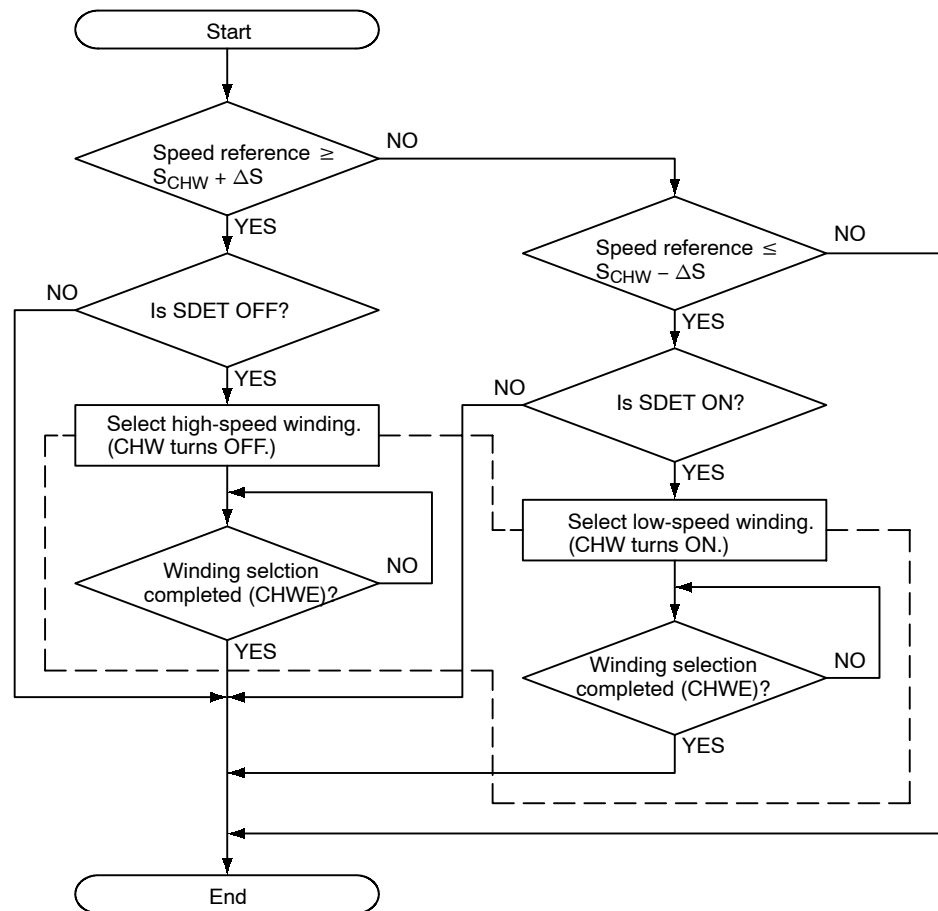 Start
Speed reference ≥
SCHW + ΔS
NO
YES
Speed reference ≤
SCHW − ΔS
NO
YES
NO
Is SDET OFF?
YES
NO
Is SDET ON?
YES
Select high-speed winding.
(CHW turns OFF.)
Select low-speed winding.
(CHW turns ON.)
Winding selction
completed (CHWE)?
NO
YES
Winding selection
completed (CHWE)?
NO
YES
End